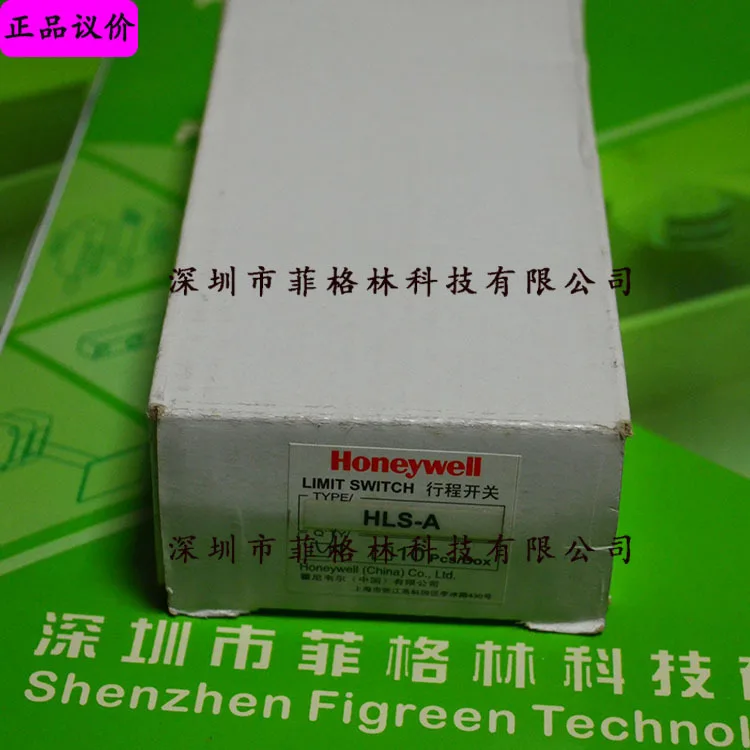 正品议价
深圳市菲格林科技有限公司
Honeywell
LIMIT SWITCH 行程开关
TYPE/
HLS-A
深圳市菲格林科技有限公司
Pcs/Box
Honeywell (China) Co., Ltd.
霍尼韦尔（中国）有限公司
深圳市菲格林科技
Shenzhen Figreen Technolo